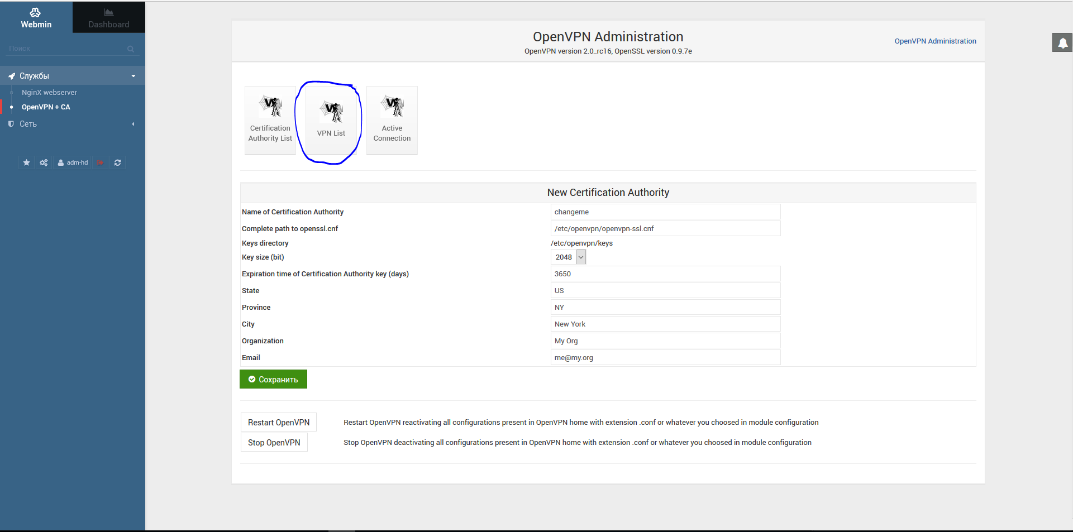 Webmin
Dashboard
Поиск
Службы
NginX webserver
OpenVPN + CA
Сеть
adm-hd
OpenVPN Administration
OpenVPN version 2.0_rc16, OpenSSL version 0.9.7e
OpenVPN Administration
Certification
Authority List
VPN List
Active
Connection
New Certification Authority
Name of Certification Authority
changeme
Complete path to openssl.cnf
/etc/openvpn/openvpn-ssl.cnf
Keys directory
/etc/openvpn/keys
Key size (bit)
2048
Expiration time of Certification Authority key (days)
3650
State
US
Province
NY
City
New York
Organization
My Org
Email
me@my.org
Сохранить
Restart OpenVPN
Restart OpenVPN reactivating all configurations present in OpenVPN home with extension .conf or whatever you choosed in module configuration
Stop OpenVPN
Stop OpenVPN deactivating all configurations present in OpenVPN home with extension .conf or whatever you choosed in module configuration